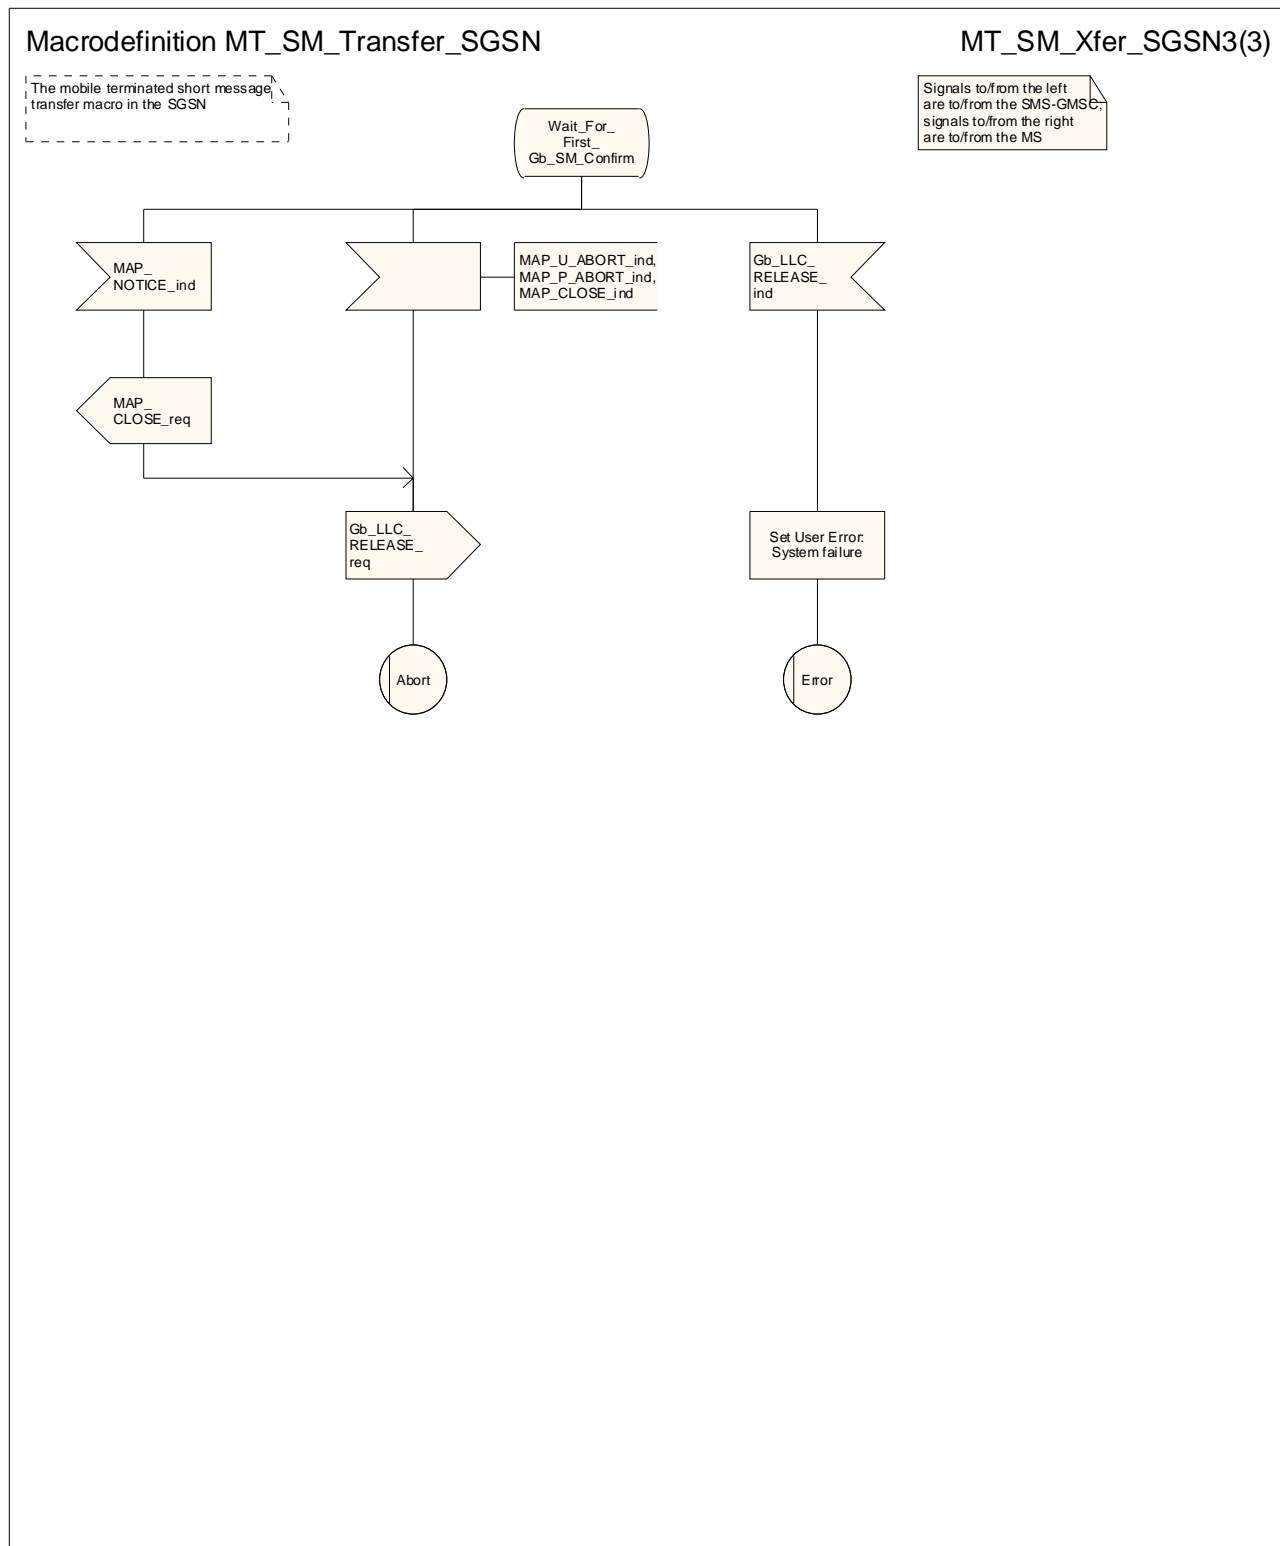 Macrodefinition MT_SM_Transfer_SGSN
MT_SM_Xfer_SGSN3(3)
The mobile terminated short message
transfer macro in the SGSN
Signals to/from the left
are to/from the SMS-GMSC,
signals to/from the right
are to/from the MS
Wait_For_
First_
Gb_SM_Confirm
MAP_
NOTICE_ind
MAP_U_ABORT_ind,
MAP_P_ABORT_ind,
MAP_CLOSE_ind
Gb_LLC_
RELEASE_
ind
MAP_
CLOSE_req
Gb_LLC_
RELEASE_
req
Set User Error:
System failure
Abort
Error